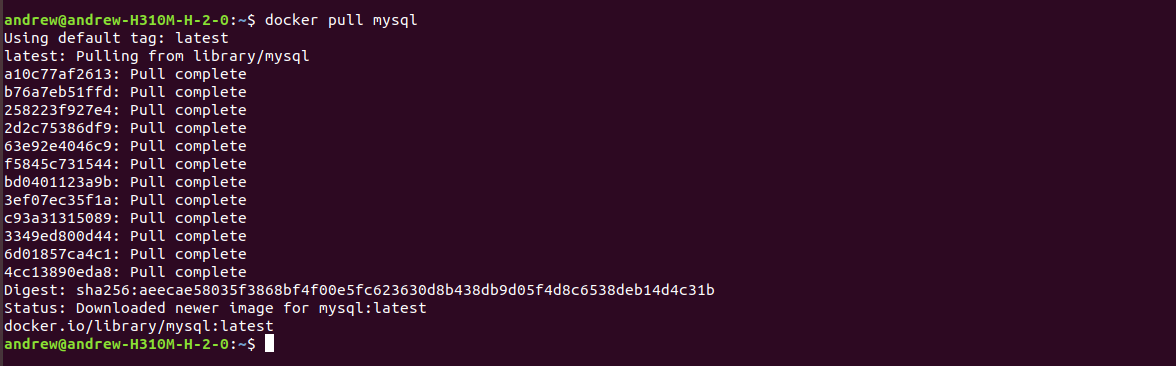 andrew@andrew-H310M-H-2-0:~$ docker pull mysql
Using default tag: latest
latest: Pulling from library/mysql
a10c77af2613: Pull complete
b76a7eb51ffd: Pull complete
258223f927e4: Pull complete
2d2c75386df9: Pull complete
63e92e4046c9: Pull complete
f5845c731544: Pull complete
bd0401123a9b: Pull complete
3ef07ec35f1a: Pull complete
c93a31315089: Pull complete
3349ed800d44: Pull complete
6d01857ca4c1: Pull complete
4cc13890eda8: Pull complete
Digest: sha256:aeecae58035f3868bf4f00e5fc623630d8b438db9d05f4d8c6538deb14d4c31b
Status: Downloaded newer image for mysql:latest
docker.io/library/mysql:latest
andrew@andrew-H310M-H-2-0:~$